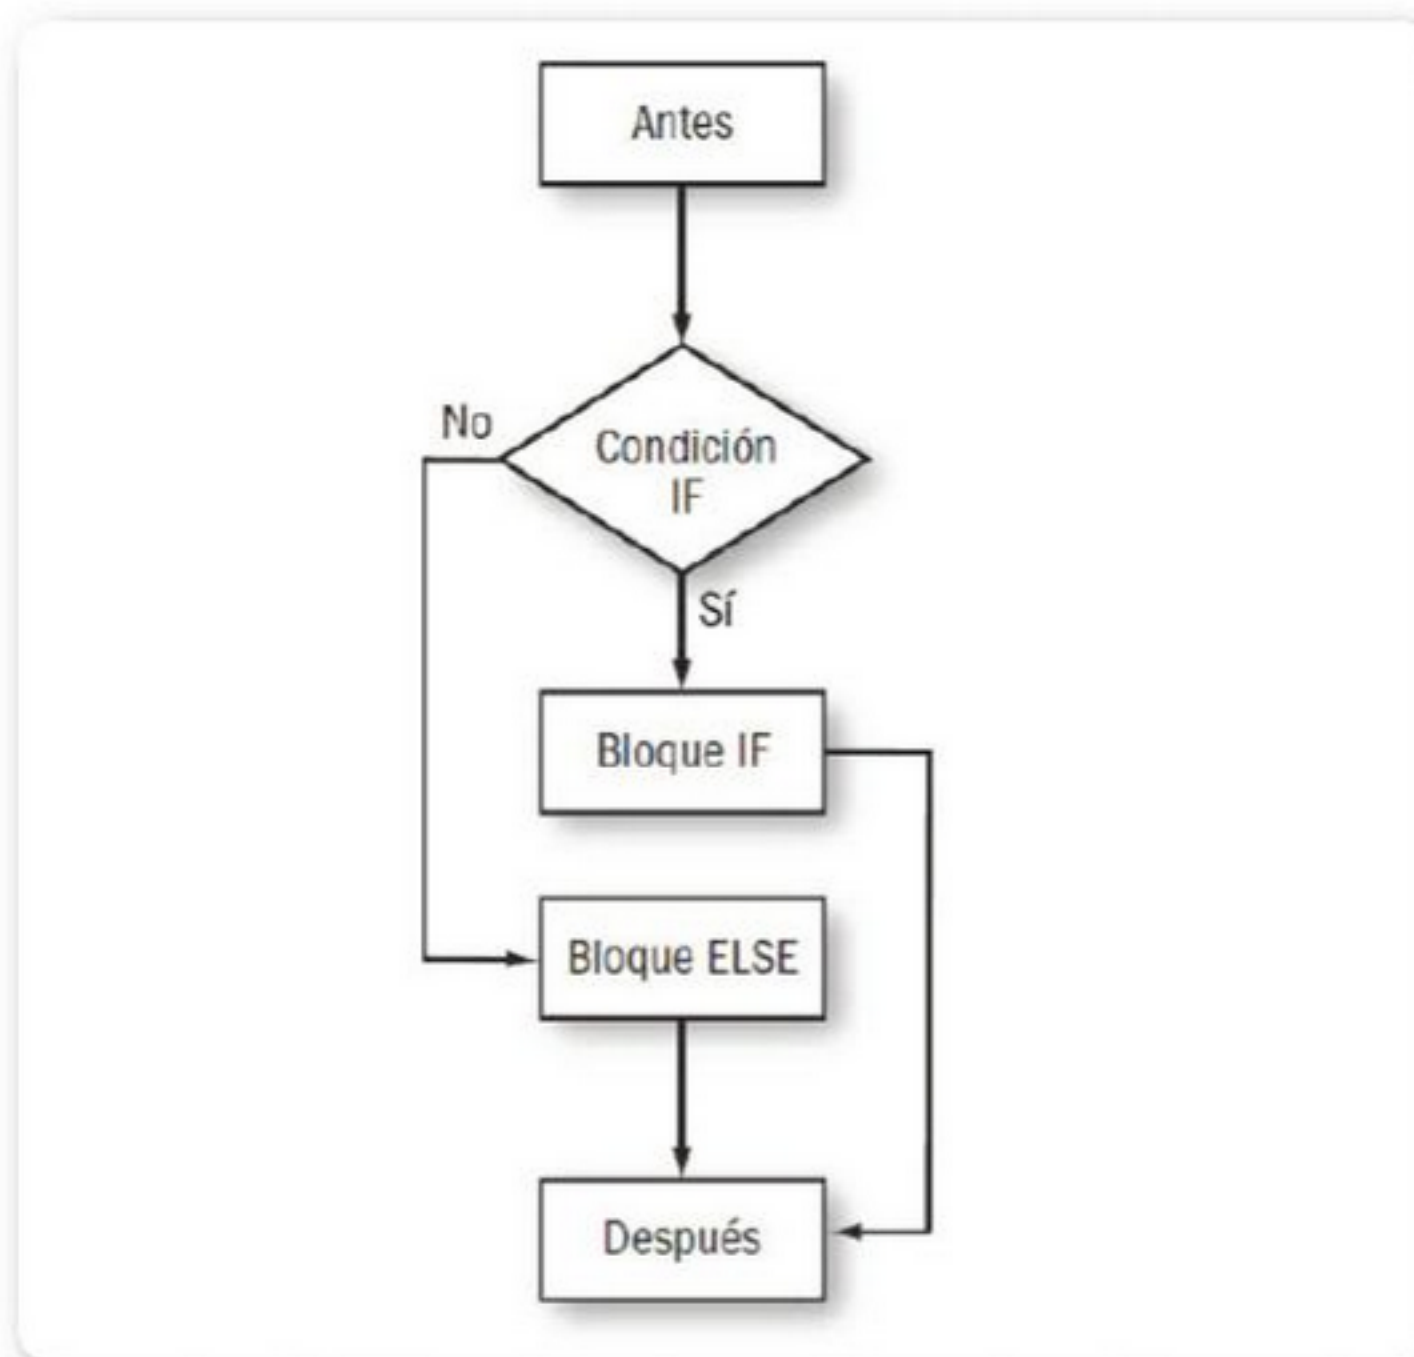 Antes
No
Condición
IF
Sí
Bloque IF
Bloque ELSE
Después